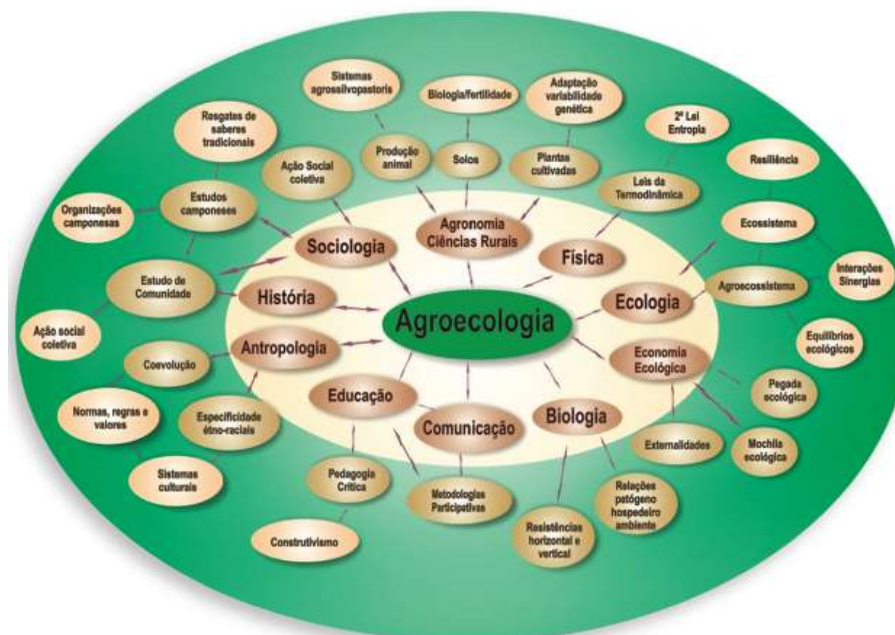 Sistemas
agrossilvopastoris
Biologia/fertilidade
Adaptação
variabilidade
genética
2ª Lei
Entropia
Resgates de
saberes
tradicionais
Ação Social
coletiva
Produção
animal
Solos
Plantas
cultivadas
Leis da
Termodinâmica
Resiliência
Organizações
camponesas
Estudos
camponeses
Sociologia
Agronomia
Ciências Rurais
Física
Ecossistema
Estudo de
Comunidade
História
Agroecologia
Ecologia
Agroecossistema
Interações
Sinergias
Ação social
coletiva
Coevolução
Antropologia
Economia
Ecológica
Equilíbrios
ecológicos
Normas, regras e
valores
Especificidade
étno-raciais
Educação
Comunicação
Biologia
Externalidades
Pegada
ecológica
Mochila
ecológica
Sistemas
culturais
Pedagogia
Crítica
Metodologias
Participativas
Relações
patógeno
hospedeiro
ambiente
Construtivismo
Resistências
horizontal e
vertical